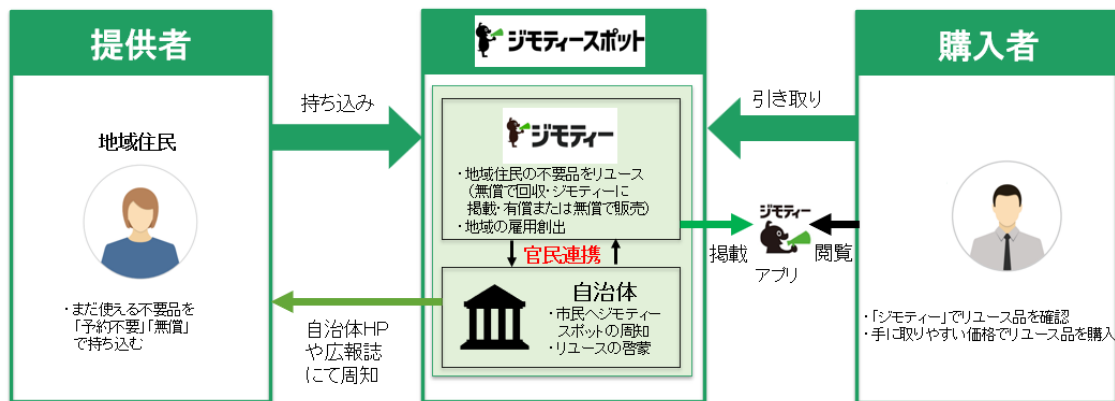 提供者
地域住民
・まだ使える不要品を
「予約不要」「無償」
で持ち込む
持ち込み
自治体HP
や広報誌
にて周知
ジモティースポット
ジモティー
・地域住民の不要品をリユース
（無償で回収・ジモティーに
掲載・有償または無償で販売）
・地域の雇用創出
官民連携
自治体
・市民へジモティー
スポットの周知
・リユースの啓蒙
引き取り
ジモティー
掲載
アプリ
閲覧
購入者
・「ジモティー」でリユース品を確認
・手に取りやすい価格でリユース品を購入